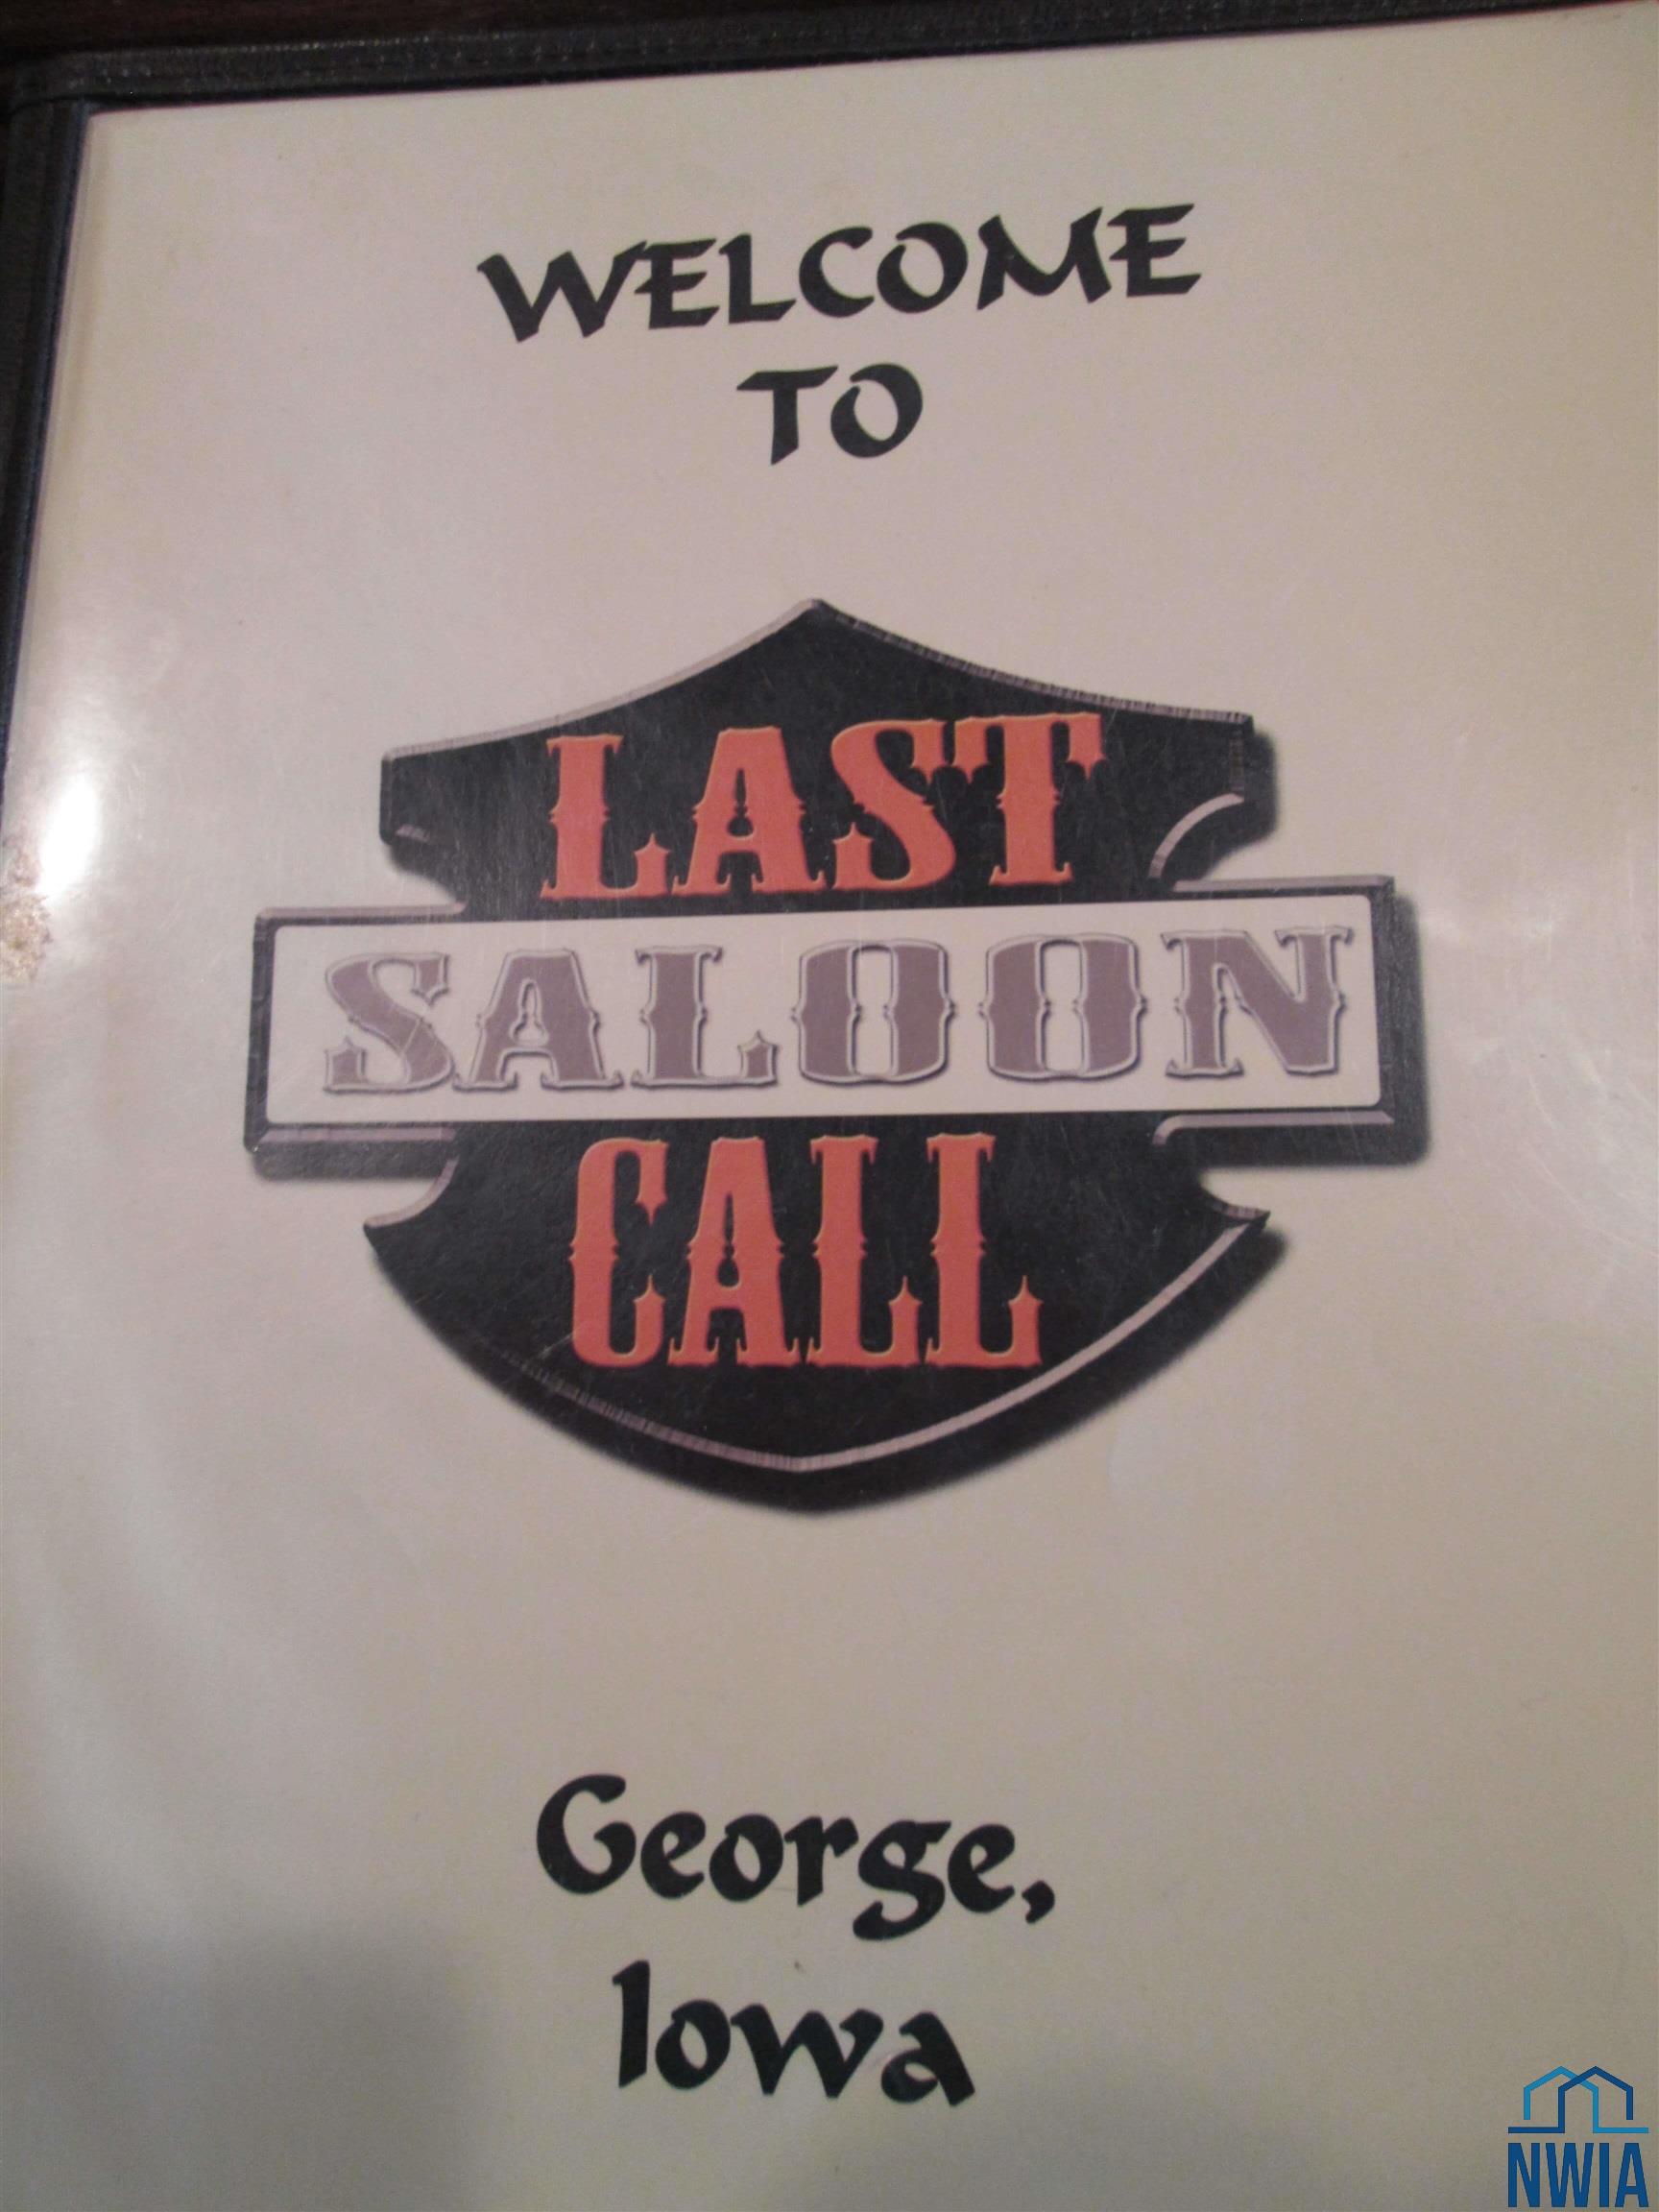 WELCOME
TO
LAST
SALOON
CALL
George,
Iowa
NWIA